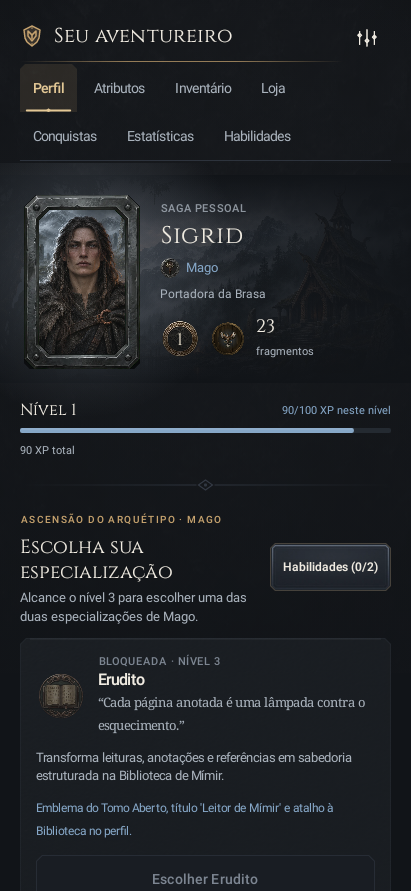 Seu aventureiro
Perfil Atributos Inventário Loja
Conquistas Estatísticas Habilidades
SAGA PESSOAL
Sigrid
Mago
Portadora da Brasa
1
23
fragmentos
Nível 1
90/100 XP neste nível
90 XP total
ASCENSÃO DO ARQUÉTIPO · MAGO
Escolha sua
especialização
Habilidades (0/2)
Alcance o nível 3 para escolher uma das
duas especializações de Mago.
BLOQUEADA · NÍVEL 3
Erudito
“Cada página anotada é uma lâmpada contra o
esquecimento.”
Transforma leituras, anotações e referências em sabedoria
estruturada na Biblioteca de Mímir.
Emblema do Tomo Aberto, título 'Leitor de Mímir' e atalho à
Biblioteca no perfil.
Escolher Erudito